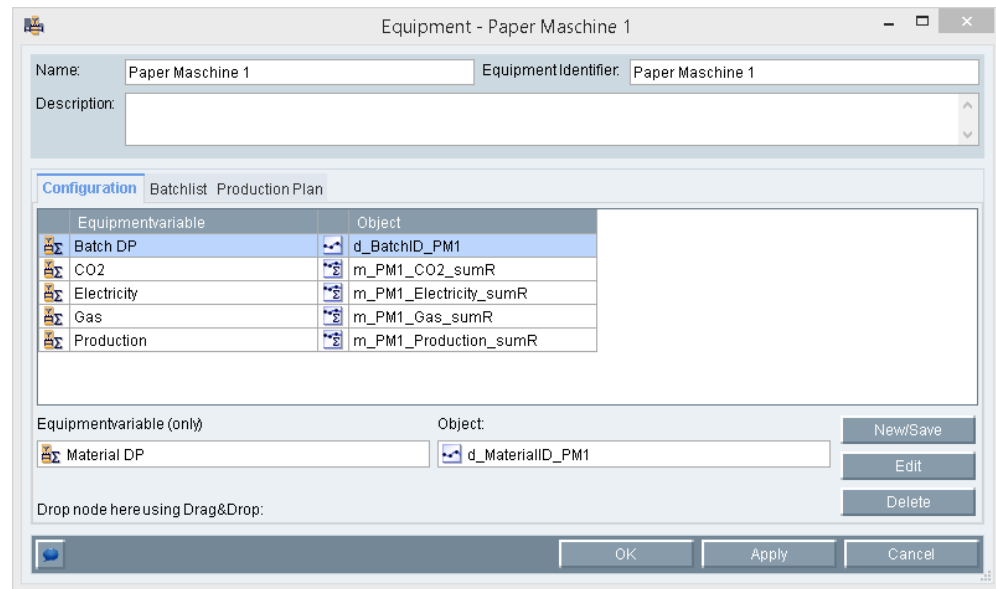 Equipment - Paper Maschine 1
Name: Paper Maschine 1 Equipment Identifier: Paper Maschine 1
Description:
Configuration Batchlist Production Plan
Equipmentvariable Object
Batch DP d_BatchID_PM1
CO2 m_PM1_CO2_sumR
Electricity m_PM1_Electricity_sumR
Gas m_PM1_Gas_sumR
Production m_PM1_Production_sumR
Equipmentvariable (only) Object:
New/Save
Material DP d_MaterialID_PM1
Edit
Delete
Drop node here using Drag&Drop:
OK Apply Cancel